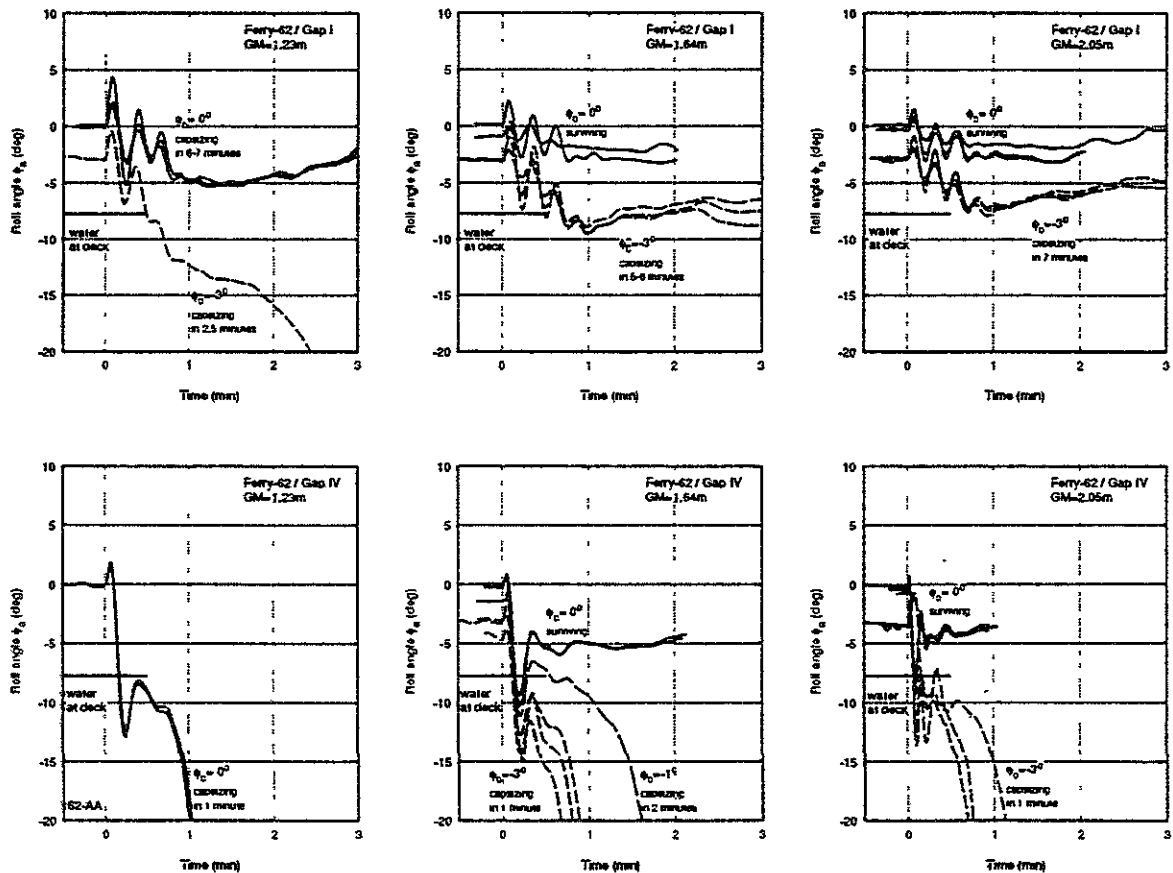 Ferry-62 / Gap I
GM=1.23m
10
5
0
-5
-10
-15
-20
Roll angle ϕa (deg)
ϕ0=0°
capsizing
in 6-7 minutes
water
at deck
ϕ0=-3°
capsizing
in 2.5 minutes
0 1 2 3
Time (min)
Ferry-62 / Gap I
GM=1.64m
10
5
0
-5
-10
-15
-20
Roll angle ϕa (deg)
ϕ0=0°
surviving
water
at deck
ϕ0=-3°
capsizing
in 5-6 minutes
0 1 2 3
Time (min)
Ferry-62 / Gap I
GM=2.05m
10
5
0
-5
-10
-15
-20
Roll angle ϕa (deg)
ϕ0=0°
surviving
water
at deck
ϕ0=-3°
capsizing
in 7 minutes
0 1 2 3
Time (min)
Ferry-62 / Gap IV
GM=1.23m
10
5
0
-5
-10
-15
-20
Roll angle ϕa (deg)
water
at deck
ϕ0=0°
capsizing
in 1 minute
62-AA
0 1 2 3
Time (min)
Ferry-62 / Gap IV
GM=1.64m
10
5
0
-5
-10
-15
-20
Roll angle ϕa (deg)
ϕ0=0°
surviving
water
at deck
ϕ0=-3°
capsizing
in 1 minute
ϕ0=-1°
capsizing
in 2 minutes
0 1 2 3
Time (min)
Ferry-62 / Gap IV
GM=2.05m
10
5
0
-5
-10
-15
-20
Roll angle ϕa (deg)
ϕ0=0°
surviving
water
at deck
ϕ0=-3°
capsizing
in 1 minute
0 1 2 3
Time (min)